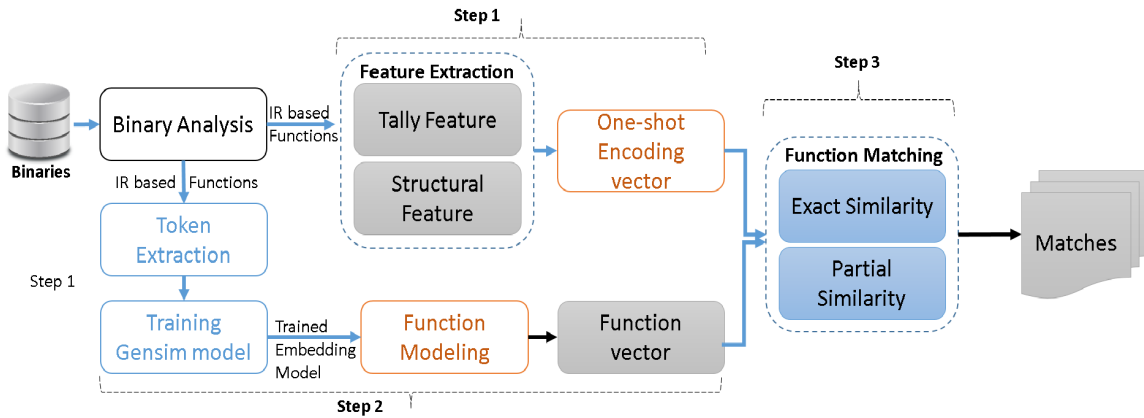 Step 1
Step 3
Feature Extraction
Tally Feature
Structural
Feature
IR based
Functions
Binary Analysis
Binaries
One-shot
Encoding
vector
Function Matching
Exact Similarity
Partial
Similarity
Matches
IR based Functions
Token
Extraction
Step 1
Training
Gensim model
Trained
Embedding
Model
Function
Modeling
Function
vector
Step 2